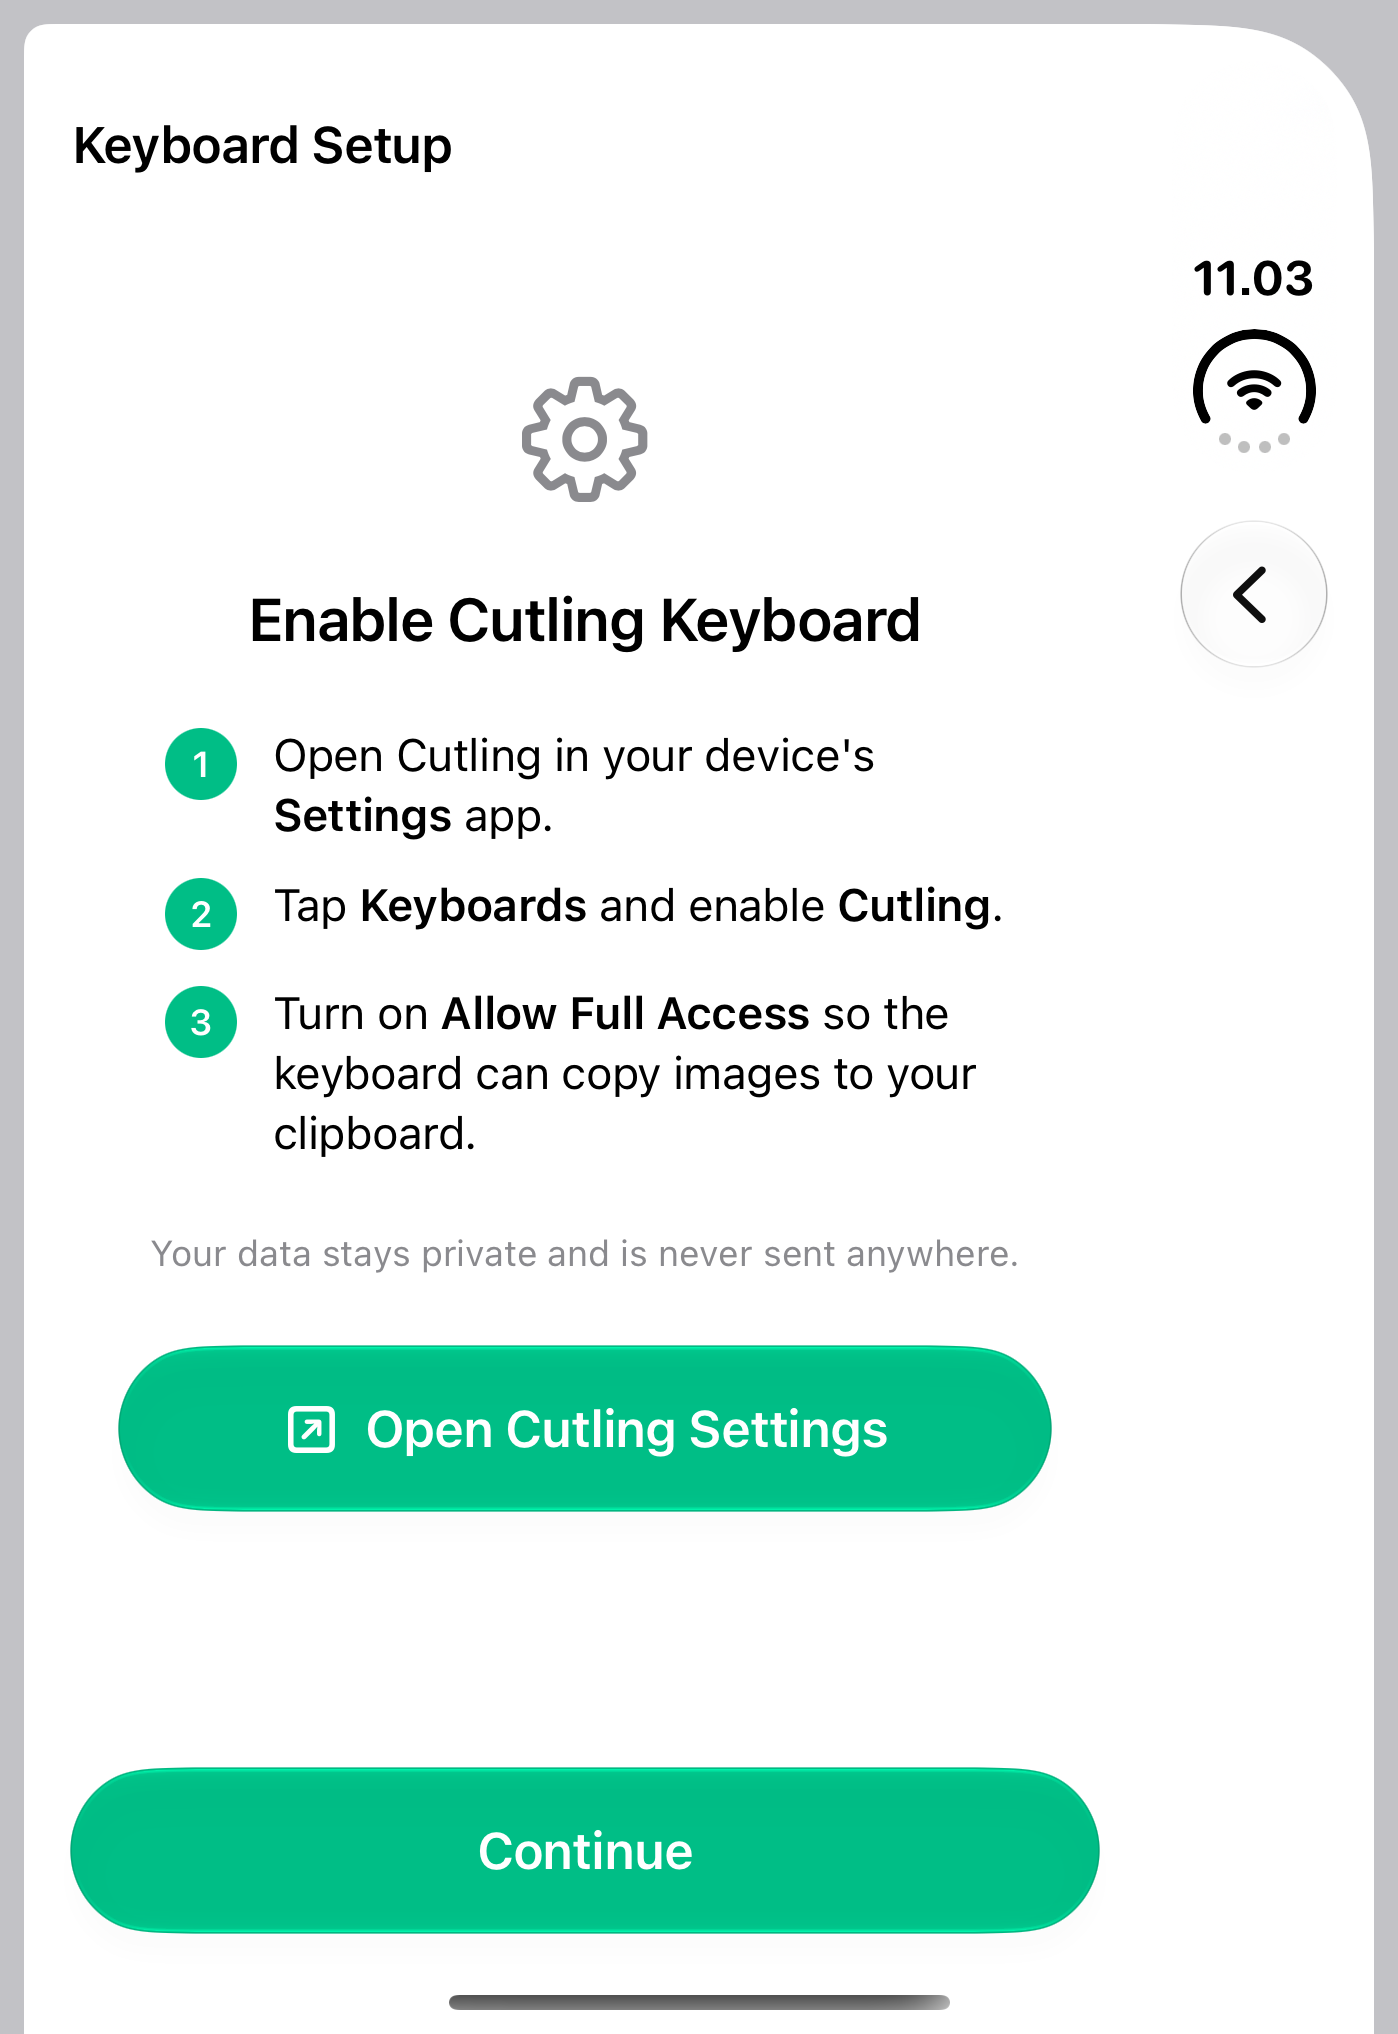 Keyboard Setup
11.03
Enable Cutling Keyboard
1
Open Cutling in your device's
Settings app.
2
Tap Keyboards and enable Cutling.
3
Turn on Allow Full Access so the
keyboard can copy images to your
clipboard.
Your data stays private and is never sent anywhere.
Open Cutling Settings
Continue